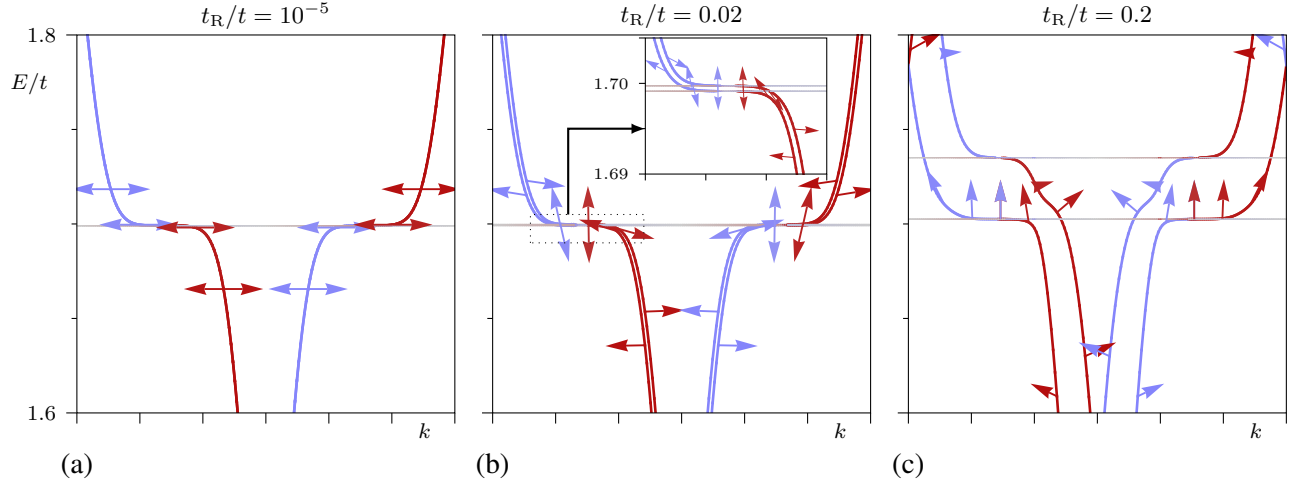 t_R/t = 10^{-5}
t_R/t = 0.02
t_R/t = 0.2
1.8
E/t
1.70
1.69
1.6
k
k
k
(a)
(b)
(c)